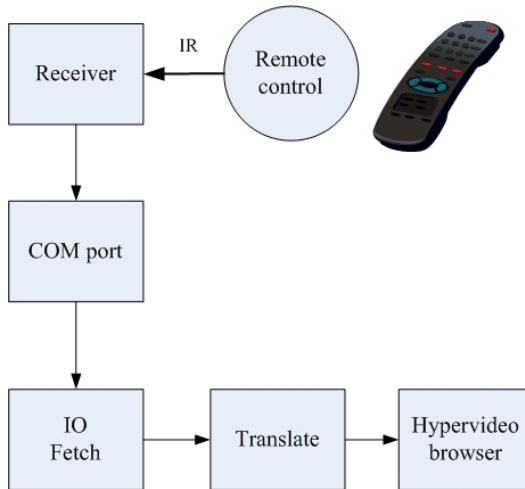 IR
Receiver
Remote
control
COM port
IO
Fetch
Translate
Hypervideo
browser